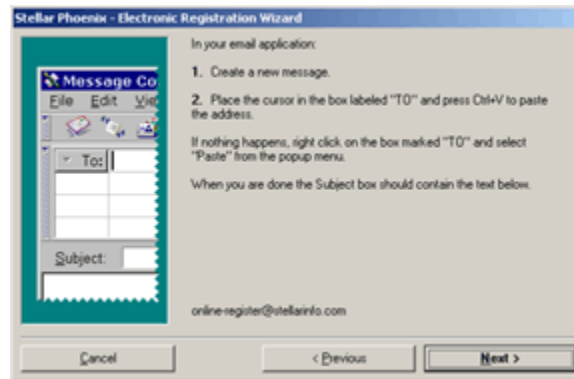 Stellar Phoenix - Electronic Registration Wizard
In your email application:
1. Create a new message.
2. Place the cursor in the box labeled "TO" and press Ctrl+V to paste
the address.
If nothing happens, right click on the box marked "TO" and select
"Paste" from the popup menu.
When you are done the Subject box should contain the text below.
Message Co
File Edit Vie
To:
Subject:
online-register@stellarinfo.com
Cancel
< Previous
Next >